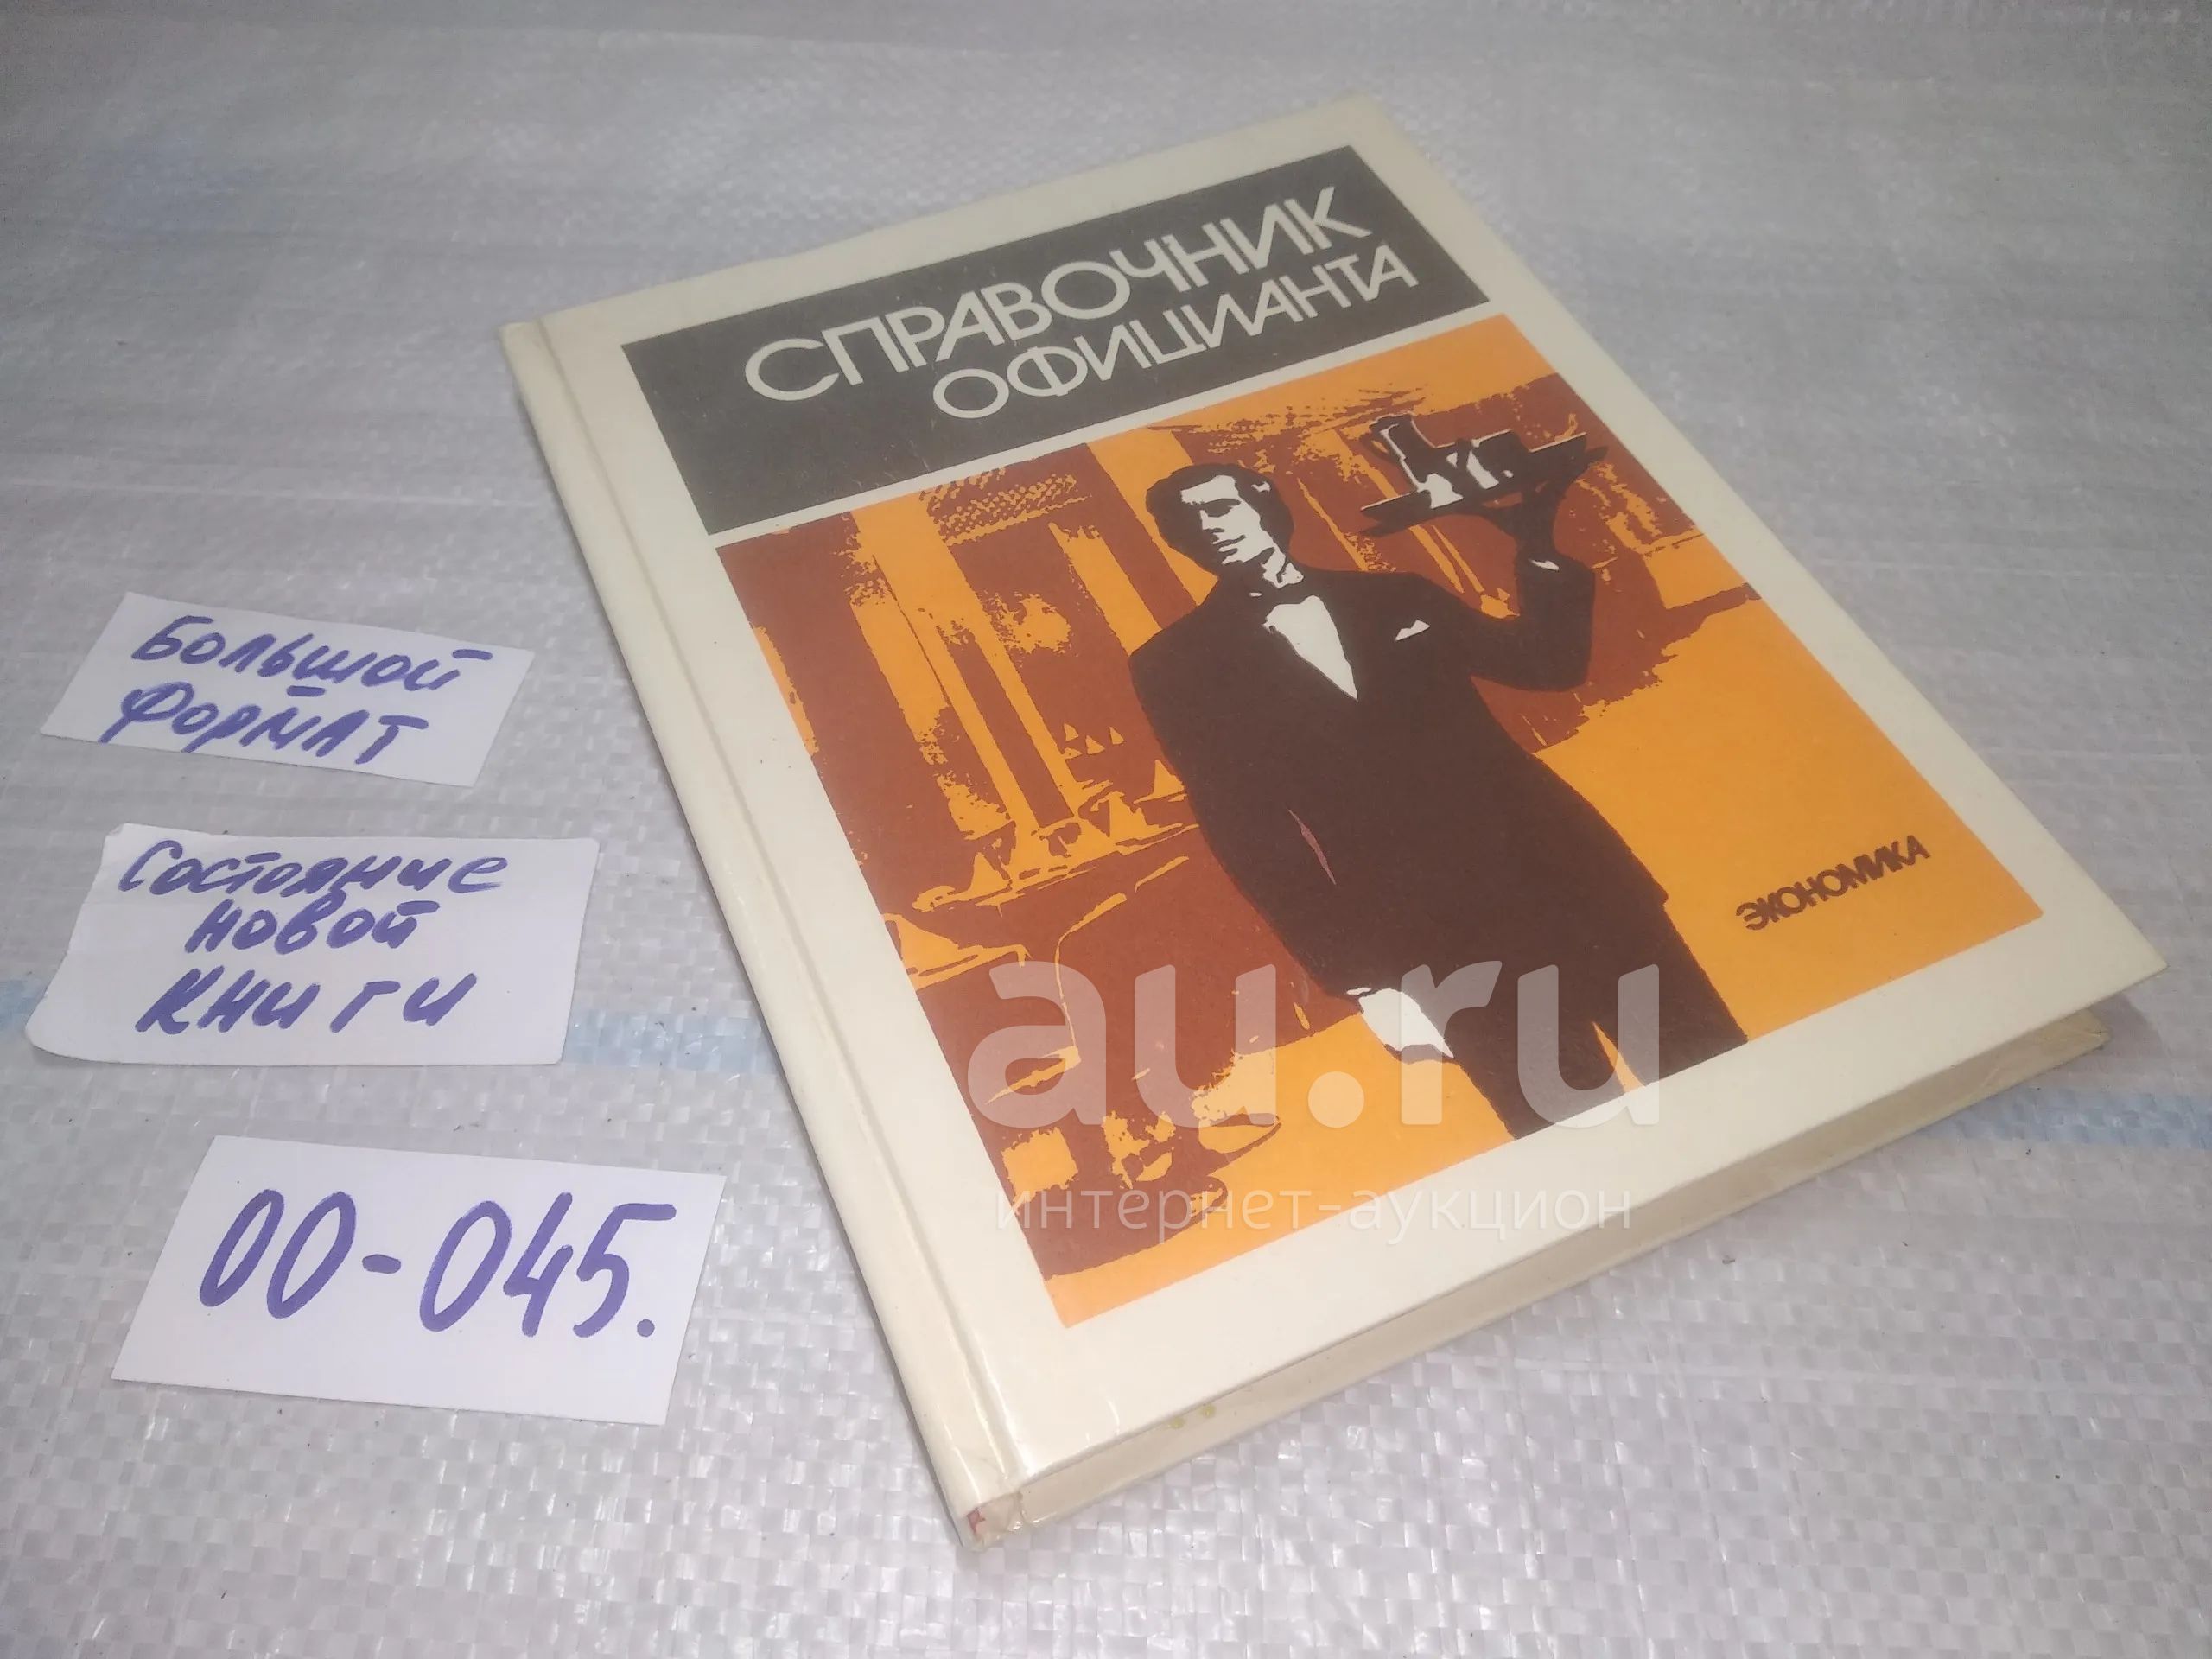 СПРАВОЧНИК
ОФИЦИАНТА
ЭКОНОМИКА
Большой
формат
Состояние
новой
книги
00-045.
au.ru
интернет-аукцион